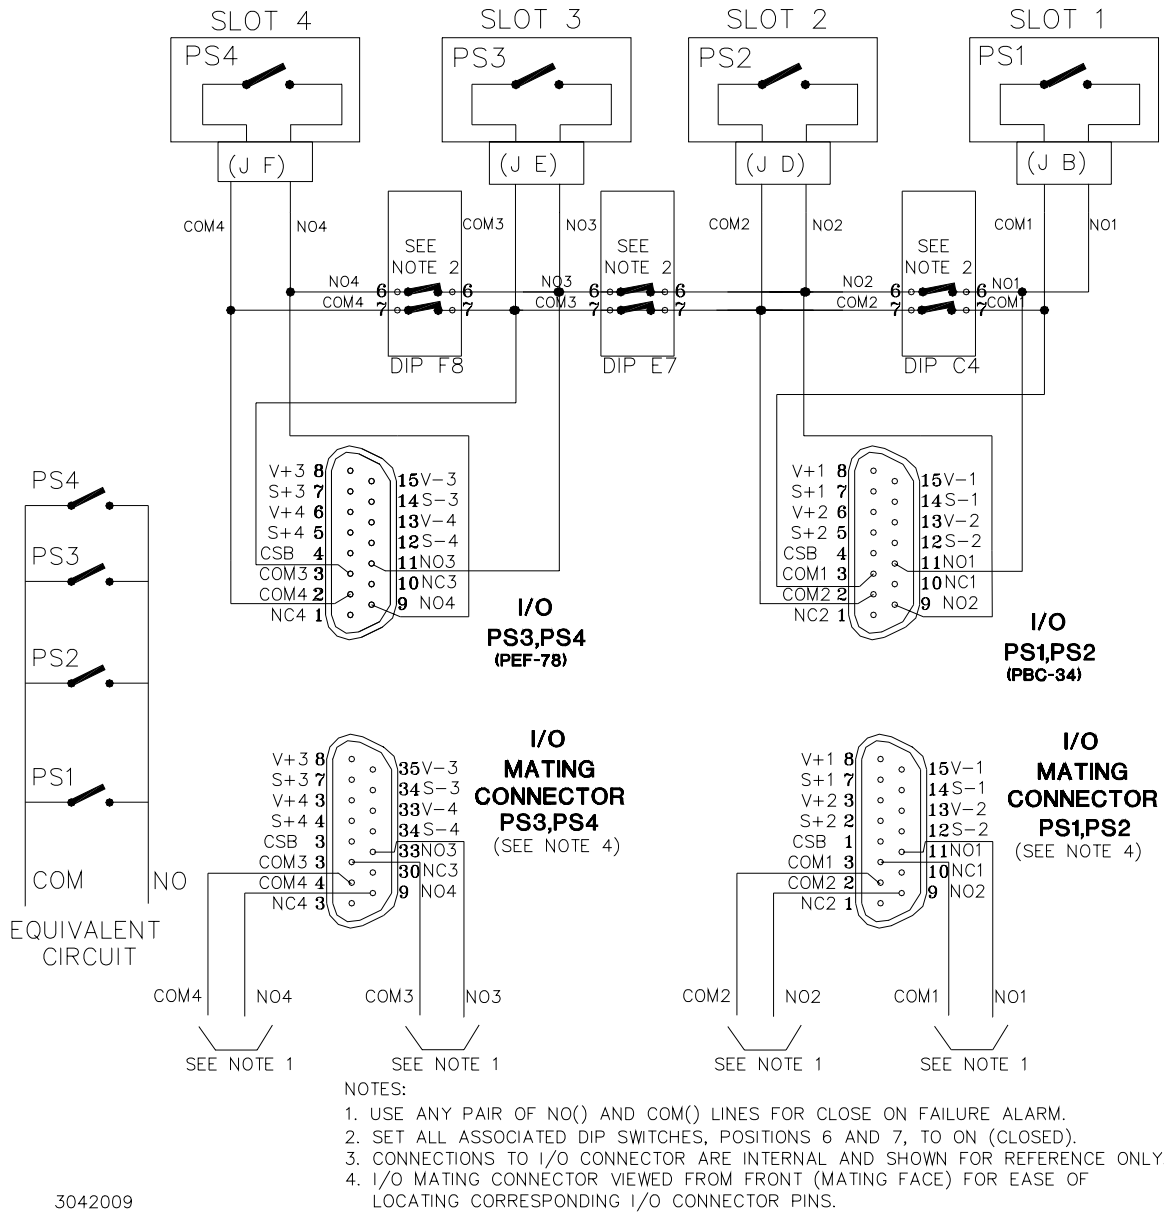 SLOT 4 SLOT 3 SLOT 2 SLOT 1
PS4 PS3 PS2 PS1
(J F) (J E) (J D) (J B)
COM4 NO4 COM3 NO3 COM2 NO2 COM1 NO1
SEE NOTE 2 SEE NOTE 2 SEE NOTE 2
NO4 6 6 NO3 6 6 NO2 6 6 NO1
COM4 7 7 COM3 7 7 COM2 7 7 COM1
DIP F8 DIP E7 DIP C4
V+3 8
S+3 7
V+4 6
S+4 5
CSB 4
COM3 3
COM4 2
NC4 1
15 V-3
14 S-3
13 V-4
12 S-4
11 NO3
10 NC3
9 NO4
I/O
PS3,PS4
(PEF-78)
V+1 8
S+1 7
V+2 6
S+2 5
CSB 4
COM1 3
COM2 2
NC2 1
15 V-1
14 S-1
13 V-2
12 S-2
11 NO1
10 NC1
9 NO2
I/O
PS1,PS2
(PBC-34)
PS4
PS3
PS2
PS1
COM NO
EQUIVALENT
CIRCUIT
V+3 8
S+3 7
V+4 3
S+4 4
CSB 3
COM3 3
COM4 4
NC4 3
35 V-3
34 S-3
33 V-4
34 S-4
33 NO3
30 NC3
9 NO4
I/O
MATING
CONNECTOR
PS3,PS4
(SEE NOTE 4)
V+1 8
S+1 7
V+2 3
S+2 2
CSB 1
COM1 3
COM2 2
NC2 1
15 V-1
14 S-1
13 V-2
12 S-2
11 NO1
10 NC1
9 NO2
I/O
MATING
CONNECTOR
PS1,PS2
(SEE NOTE 4)
COM4 NO4 COM3 NO3 COM2 NO2 COM1 NO1
SEE NOTE 1 SEE NOTE 1 SEE NOTE 1 SEE NOTE 1
NOTES:
1. USE ANY PAIR OF NO() AND COM() LINES FOR CLOSE ON FAILURE ALARM.
2. SET ALL ASSOCIATED DIP SWITCHES, POSITIONS 6 AND 7, TO ON (CLOSED).
3. CONNECTIONS TO I/O CONNECTOR ARE INTERNAL AND SHOWN FOR REFERENCE ONLY
4. I/O MATING CONNECTOR VIEWED FROM FRONT (MATING FACE) FOR EASE OF
LOCATING CORRESPONDING I/O CONNECTOR PINS.
3042009